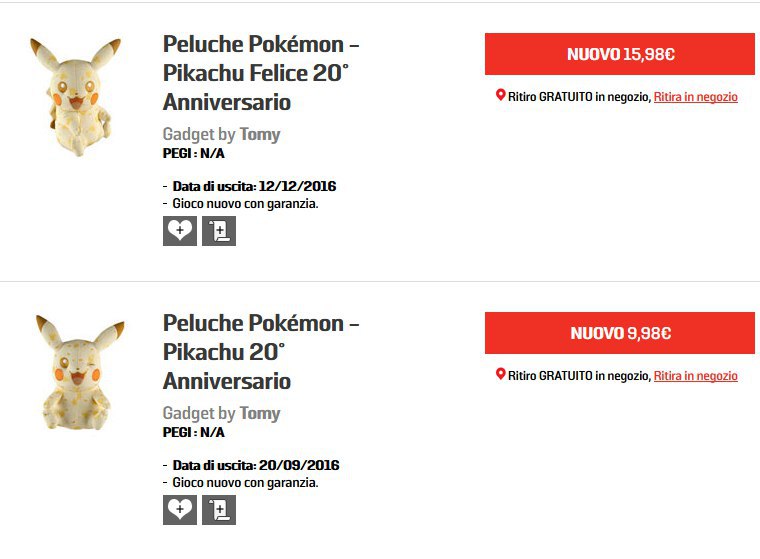 Peluche Pokémon –
Pikachu Felice 20°
Anniversario
Gadget by Tomy
PEGI : N/A
- Data di uscita: 12/12/2016
- Gioco nuovo con garanzia.
NUOVO 15,98€
Ritiro GRATUITO in negozio, Ritira in negozio
Peluche Pokémon –
Pikachu 20°
Anniversario
Gadget by Tomy
PEGI : N/A
- Data di uscita: 20/09/2016
- Gioco nuovo con garanzia.
NUOVO 9,98€
Ritiro GRATUITO in negozio, Ritira in negozio